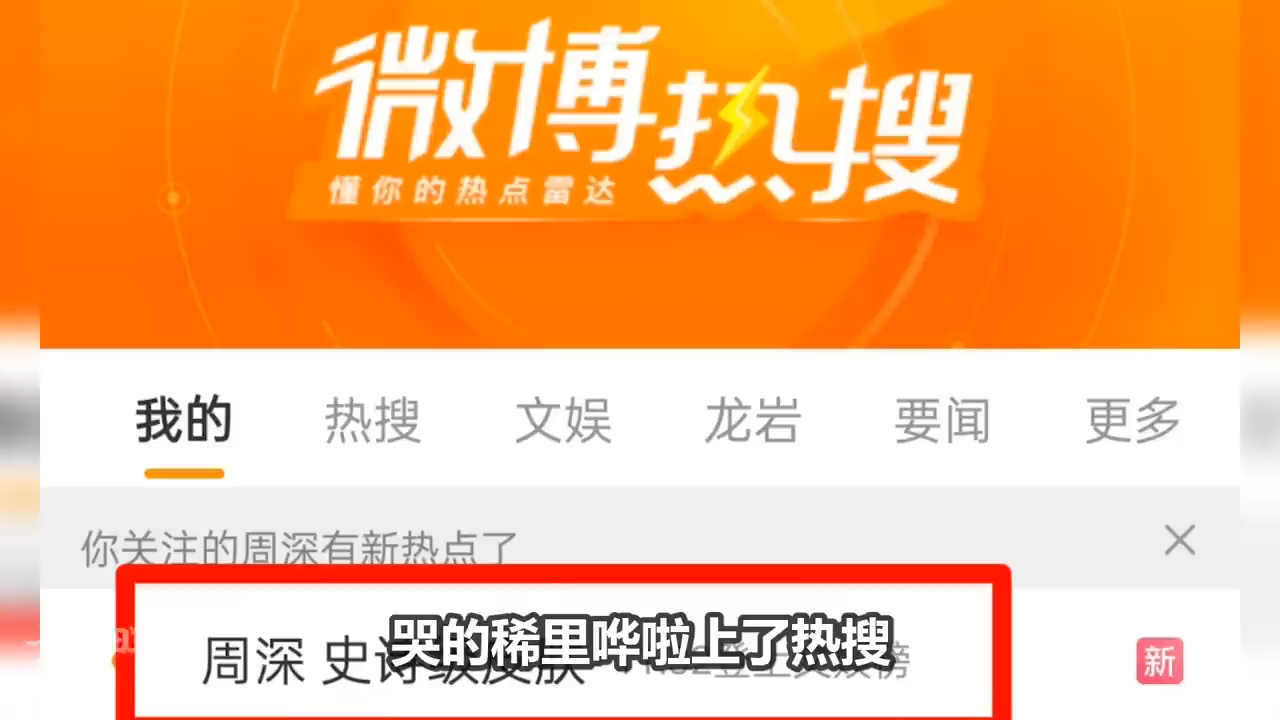 微博热搜
懂你的热点雷达
我的 热搜 文娱 龙岩 要闻 更多
你关注的周深有新热点了
周深 史诗级皮肤
哭的稀里哗啦上了热搜
新